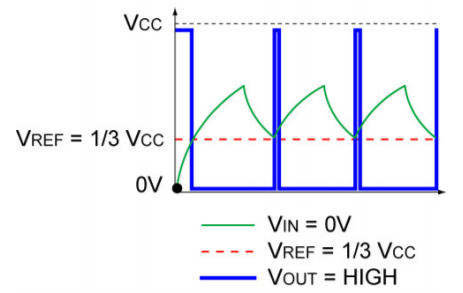 VCC
VREF = 1/3 VCC
0V
VIN = 0V
VREF = 1/3 VCC
VOUT = HIGH